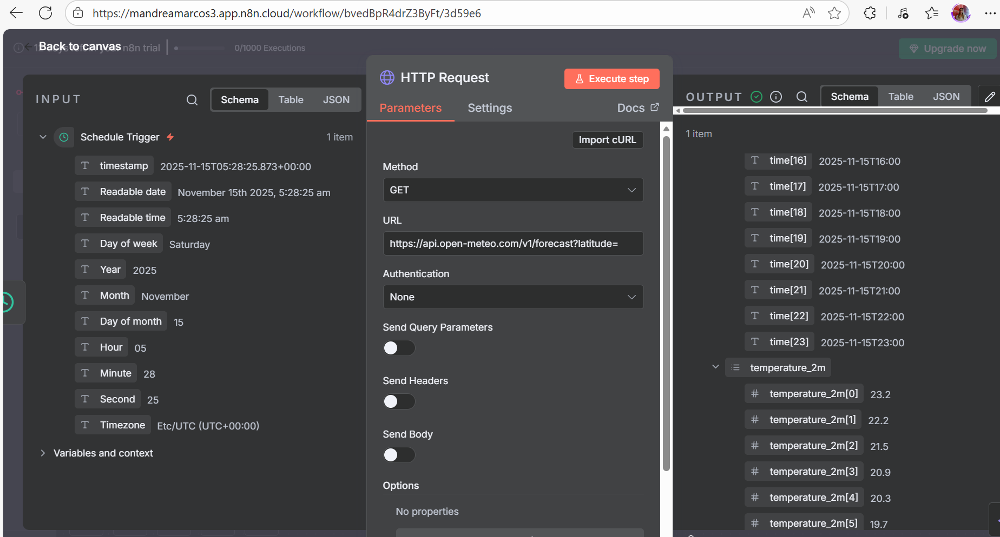 https://mandreamarcos3.app.n8n.cloud/workflow/bvedBpR4drZ3ByFt/3d59e6
Back to canvas
n8n trial
0/1000 Executions
Upgrade now
INPUT
Schema
Table
JSON
Schedule Trigger
1 item
timestamp 2025-11-15T05:28:25.873+00:00
Readable date November 15th 2025, 5:28:25 am
Readable time 5:28:25 am
Day of week Saturday
Year 2025
Month November
Day of month 15
Hour 05
Minute 28
Second 25
Timezone Etc/UTC (UTC+00:00)
Variables and context
HTTP Request
Execute step
Parameters
Settings
Docs
Import cURL
Method
GET
URL
https://api.open-meteo.com/v1/forecast?latitude=
Authentication
None
Send Query Parameters
Send Headers
Send Body
Options
No properties
OUTPUT
Schema
Table
JSON
1 item
time[16] 2025-11-15T16:00
time[17] 2025-11-15T17:00
time[18] 2025-11-15T18:00
time[19] 2025-11-15T19:00
time[20] 2025-11-15T20:00
time[21] 2025-11-15T21:00
time[22] 2025-11-15T22:00
time[23] 2025-11-15T23:00
temperature_2m
# temperature_2m[0] 23.2
# temperature_2m[1] 22.2
# temperature_2m[2] 21.5
# temperature_2m[3] 20.9
# temperature_2m[4] 20.3
# temperature_2m[5] 19.7